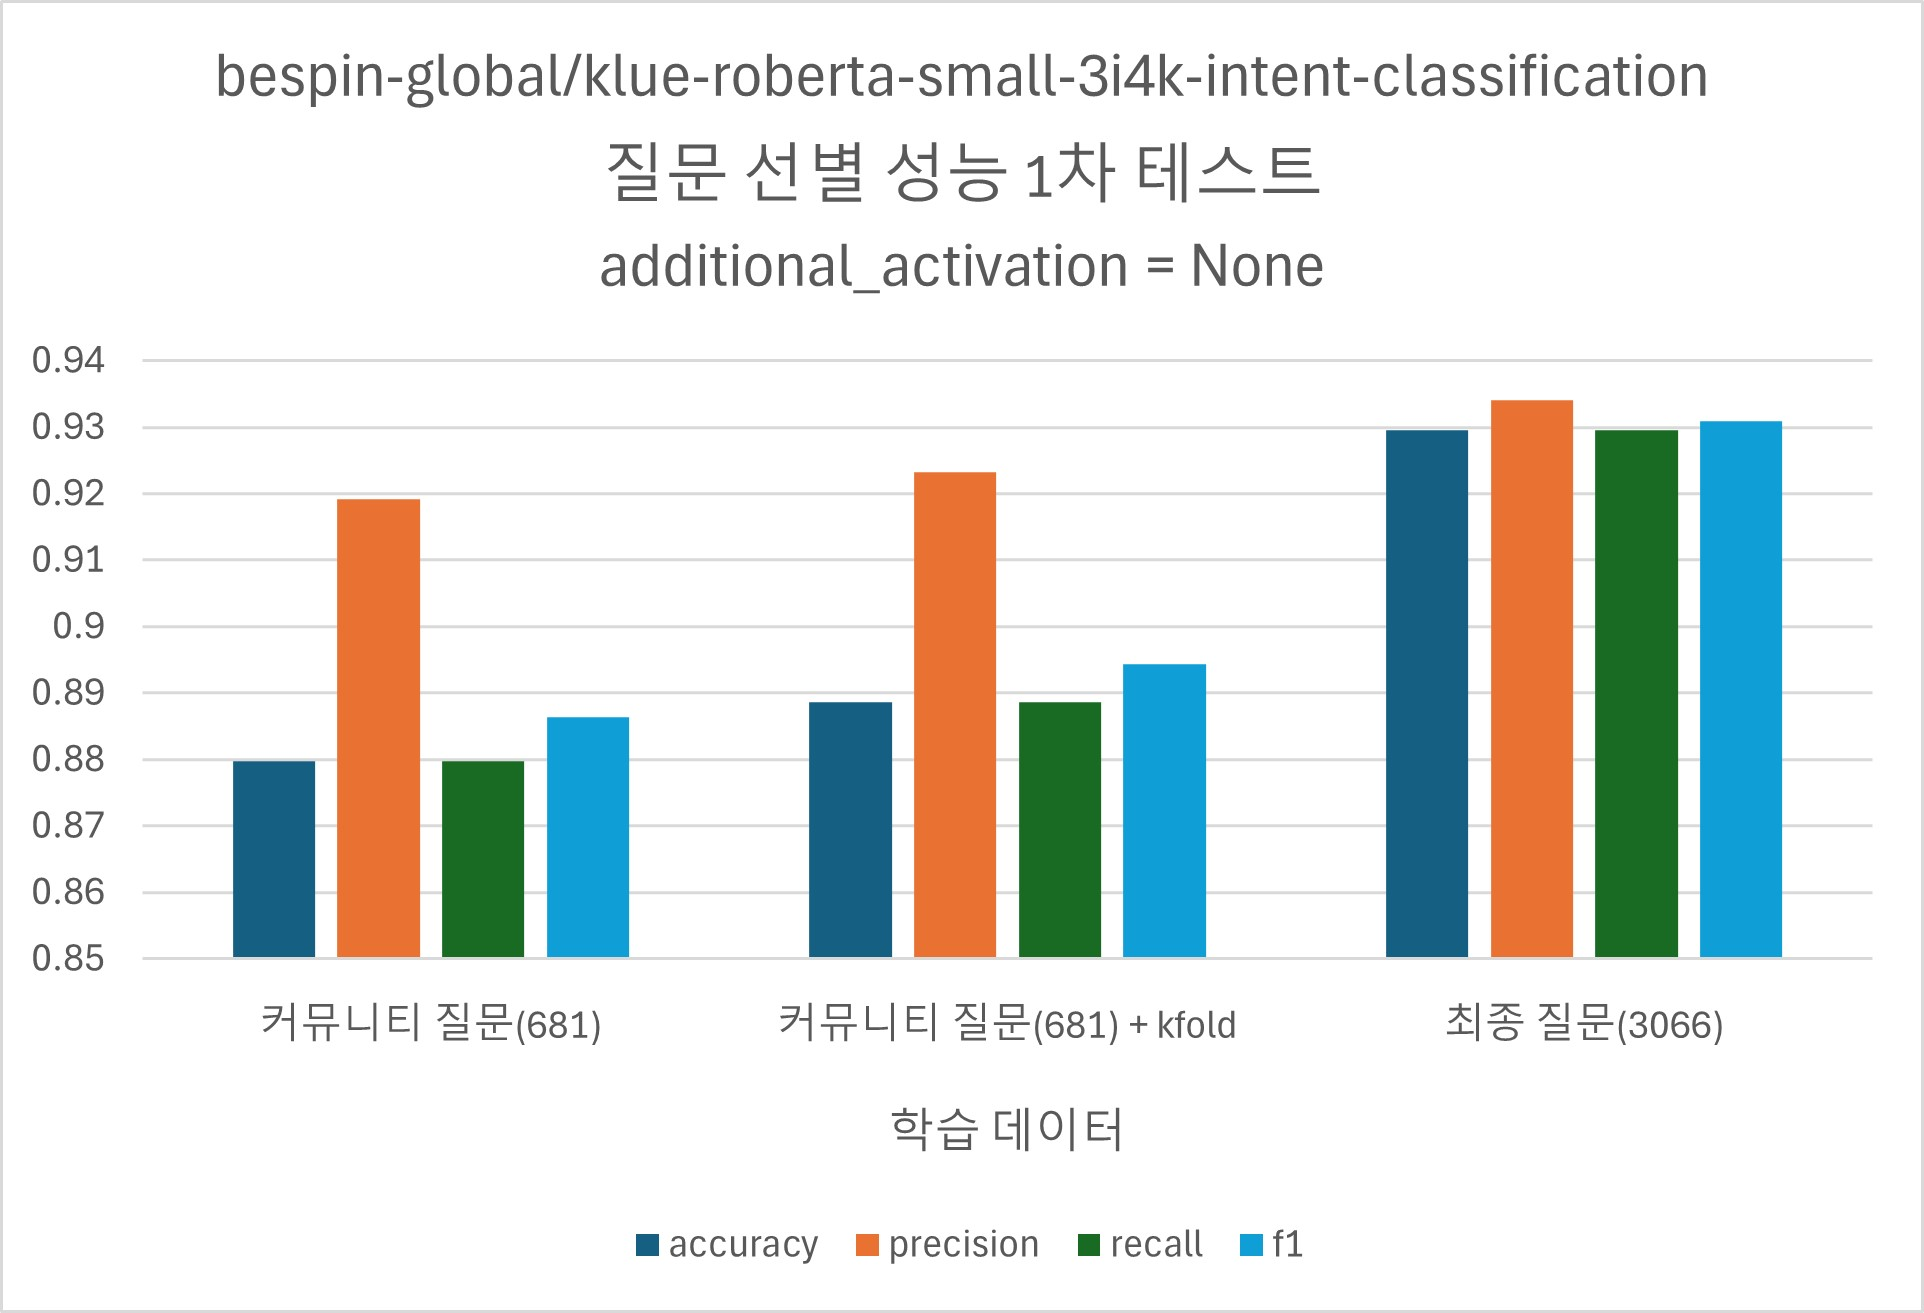 bespin-global/klue-roberta-small-3i4k-intent-classification
질문 선별 성능 1차 테스트
additional_activation = None
0.94
0.93
0.92
0.91
0.9
0.89
0.88
0.87
0.86
0.85
커뮤니티 질문(681)
커뮤니티 질문(681) + kfold
최종 질문(3066)
학습 데이터
accuracy
precision
recall
f1